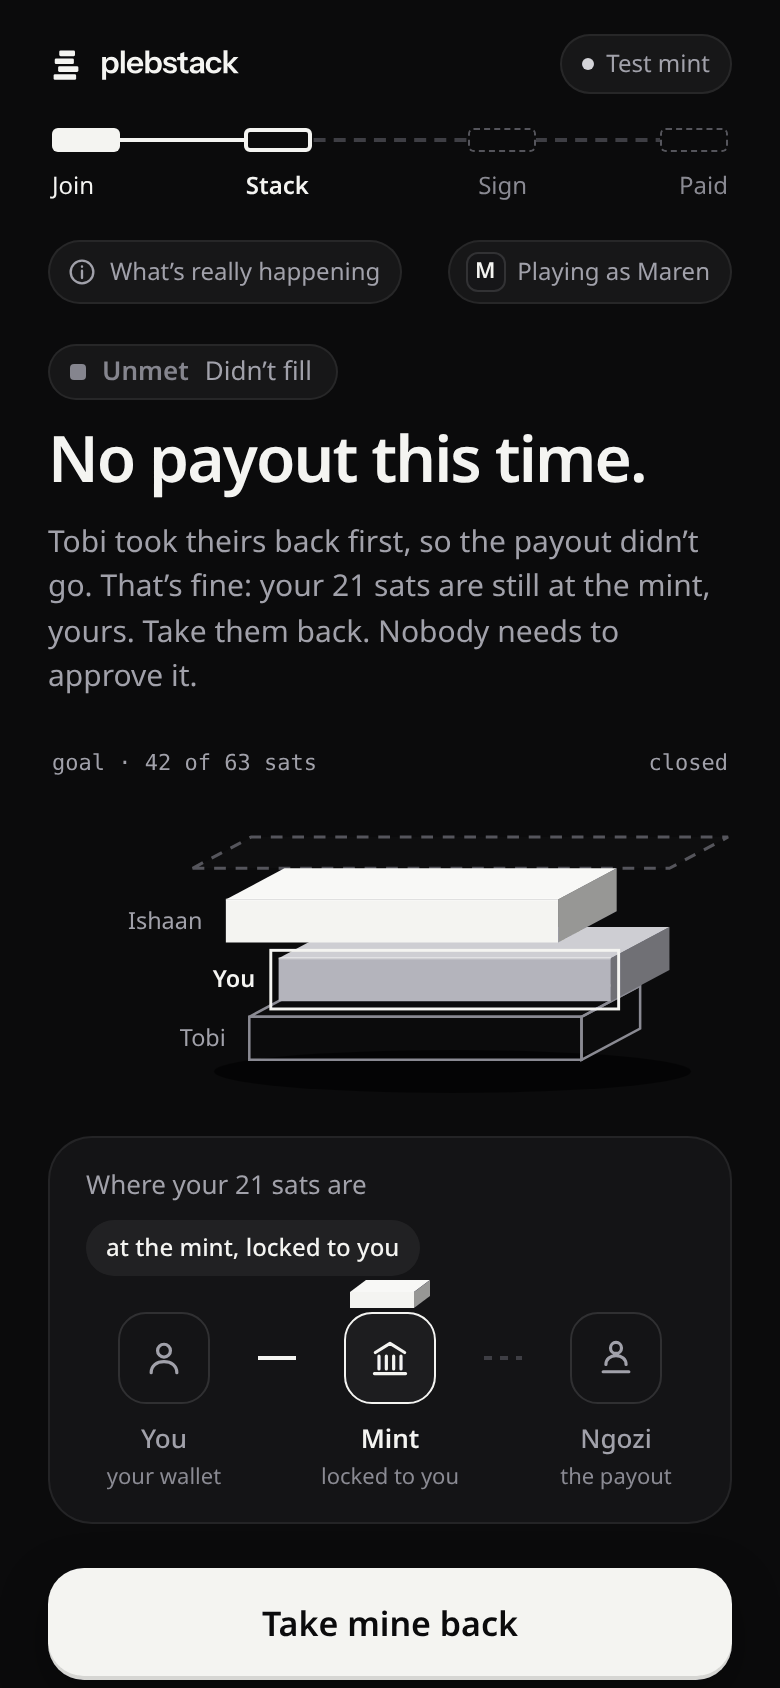 plebstack
Test mint
Join
Stack
Sign
Paid
What’s really happening
M
Playing as Maren
Unmet Didn’t fill
No payout this time.
Tobi took theirs back first, so the payout didn’t
go. That’s fine: your 21 sats are still at the mint,
yours. Take them back. Nobody needs to
approve it.
goal · 42 of 63 sats
closed
Ishaan
You
Tobi
Where your 21 sats are
at the mint, locked to you
You
Mint
Ngozi
your wallet
locked to you
the payout
Take mine back